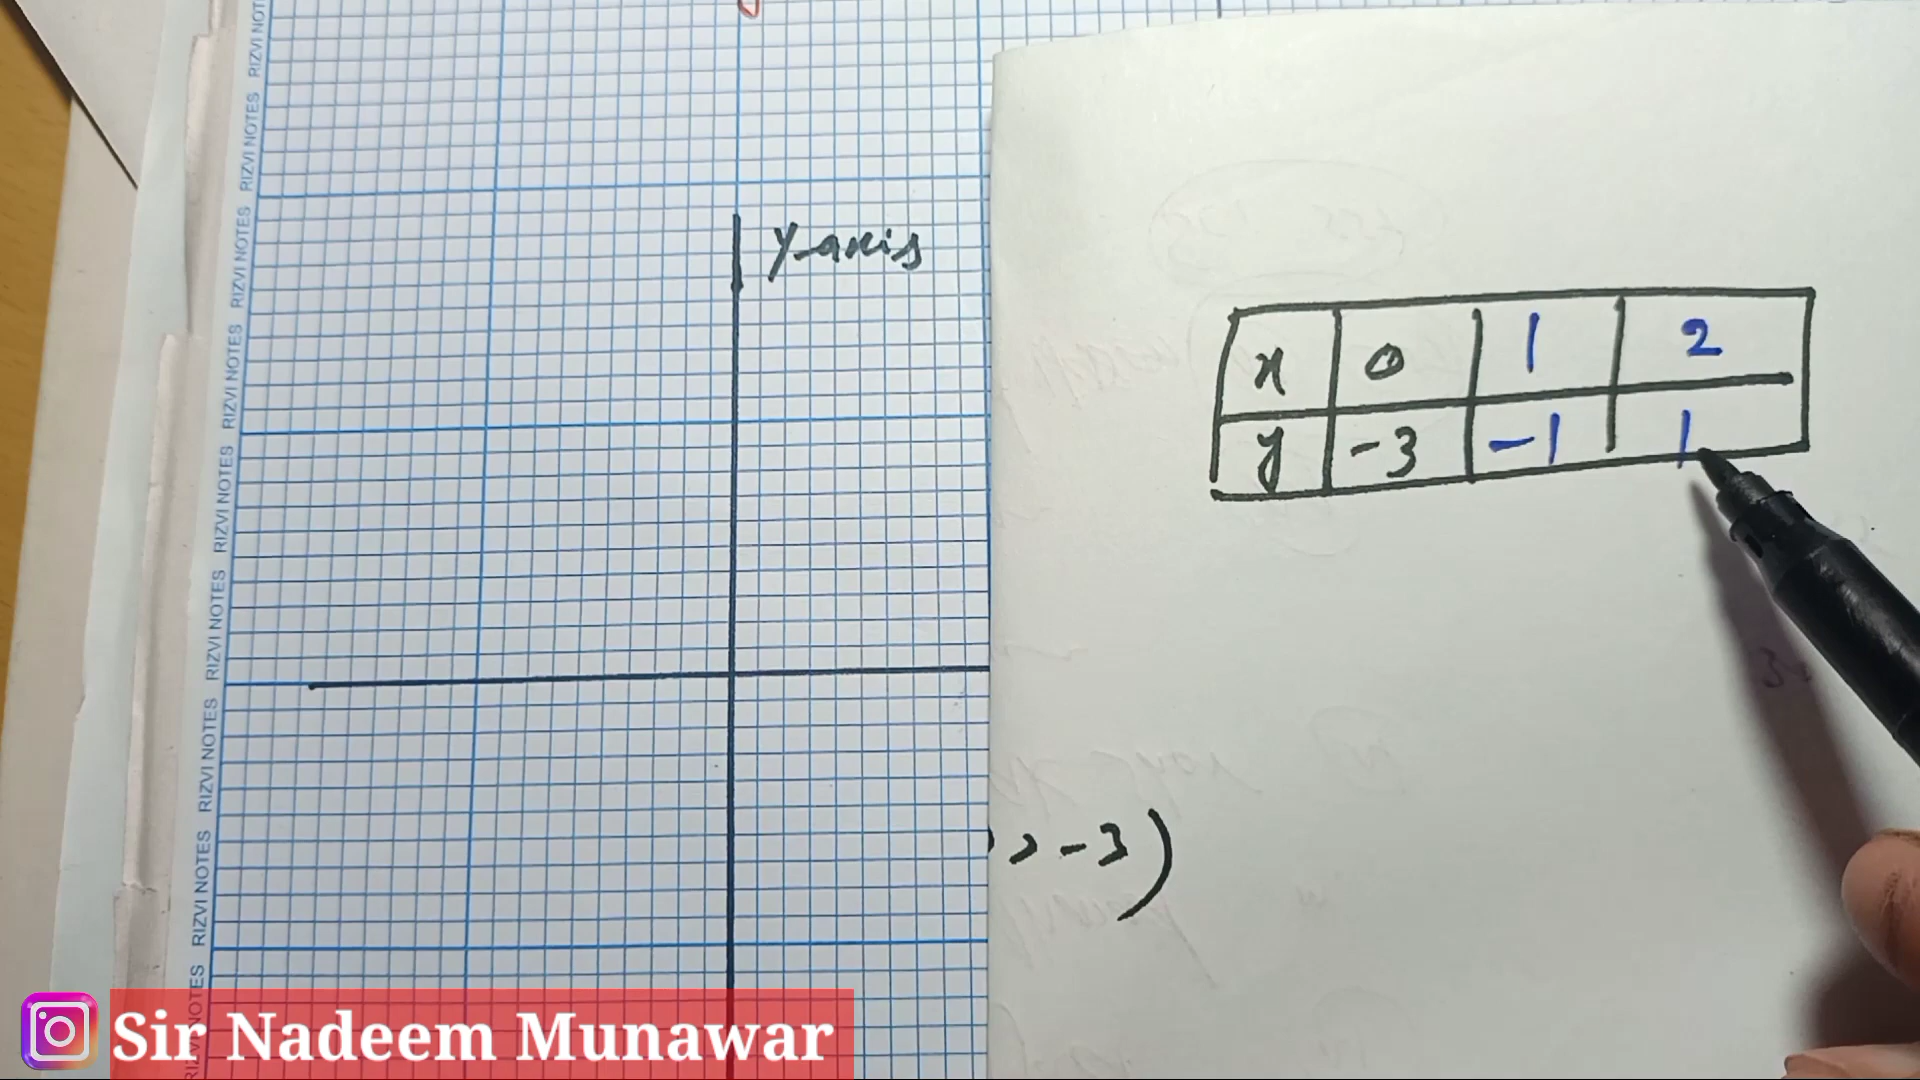 RIZVI NOTES RIZVI NOTES RIZVI NOTES RIZVI NOTES RIZVI NOTES RIZVI NOTES RIZVI NOTES RIZVI NOTES
Y-axis
x 0 1 2
y -3 -1 1
, -3)
Sir Nadeem Munawar